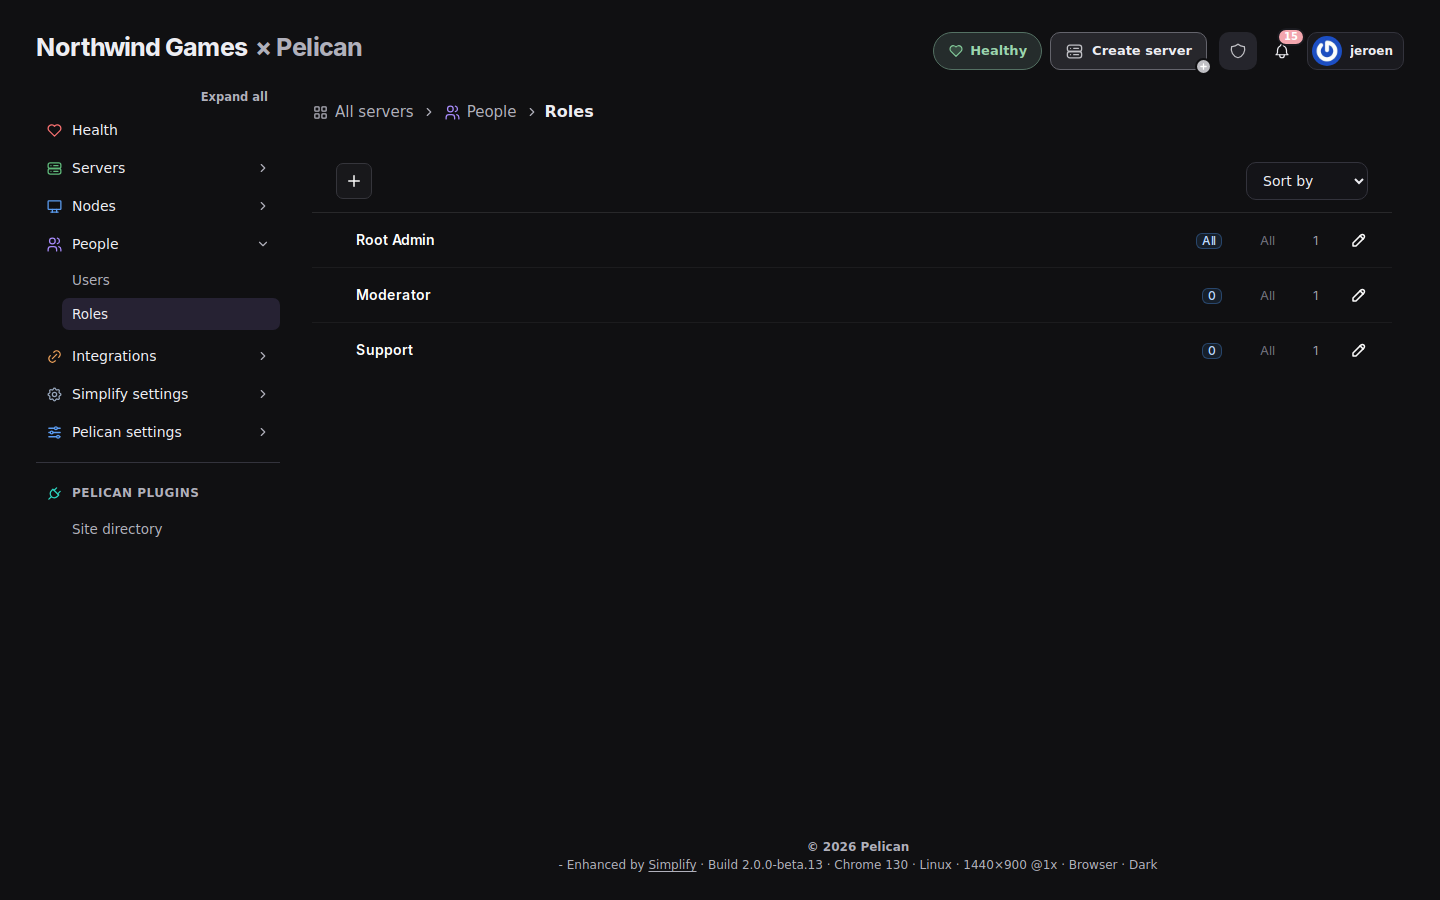 Northwind Games × Pelican
Healthy
Create server
15
jeroen
Expand all
Health
Servers
Nodes
People
Users
Roles
Integrations
Simplify settings
Pelican settings
PELICAN PLUGINS
Site directory
All servers > People > Roles
Sort by
Root Admin All All 1
Moderator 0 All 1
Support 0 All 1
© 2026 Pelican
- Enhanced by Simplify · Build 2.0.0-beta.13 · Chrome 130 · Linux · 1440×900 @1x · Browser · Dark